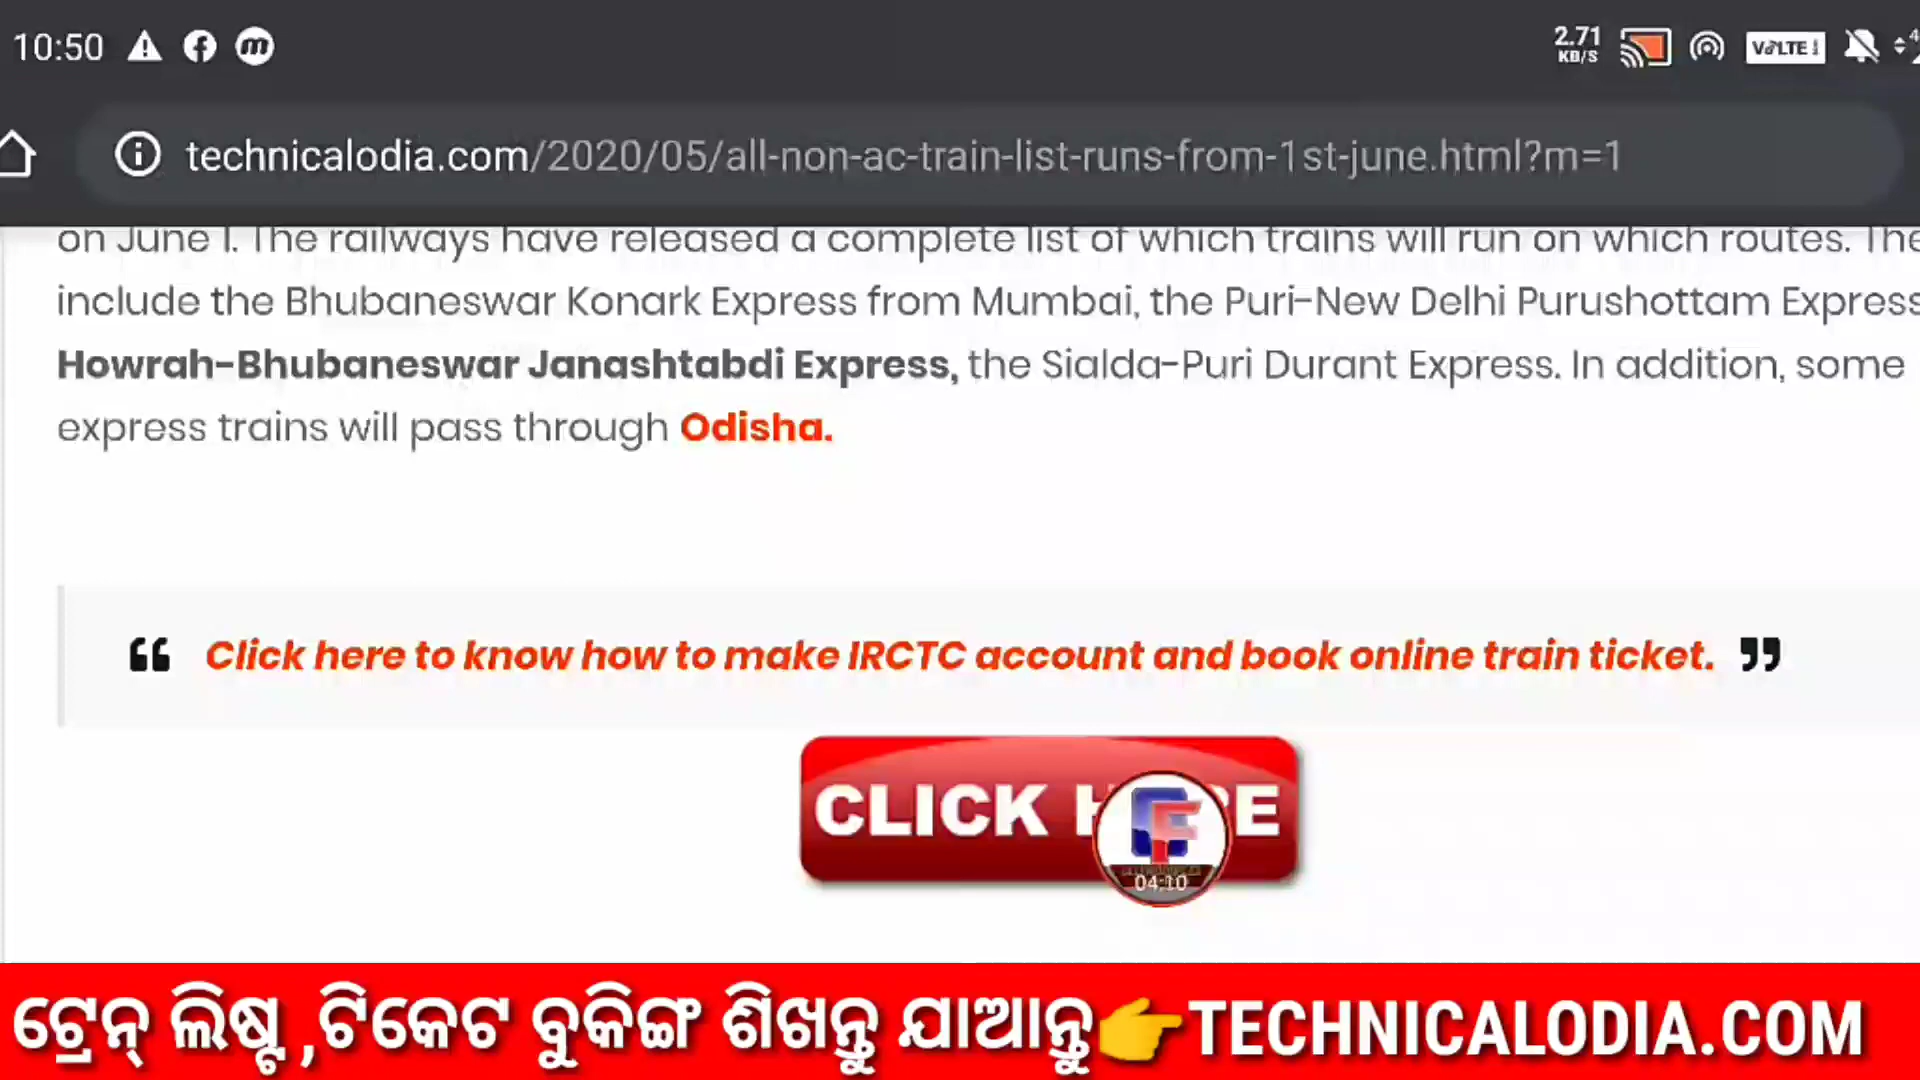 10:50
2.71
KB/S
VoLTE
technicalodia.com/2020/05/all-non-ac-train-list-runs-from-1st-june.html?m=1
on June 1. The railways have released a complete list of which trains will run on which routes.
include the Bhubaneswar Konark Express from Mumbai, the Puri-New Delhi Purushottam Express
Howrah-Bhubaneswar Janashtabdi Express, the Sialda-Puri Durant Express. In addition, some
express trains will pass through Odisha.
“ Click here to know how to make IRCTC account and book online train ticket. ”
CLICK
04:10
ଟ୍ରେନ୍ ଲିଷ୍ଟ ,ଟିକେଟ ବୁକିଙ୍ଗ ଶିଖନ୍ତୁ ଯାଆନ୍ତୁ👉TECHNICALODIA.COM